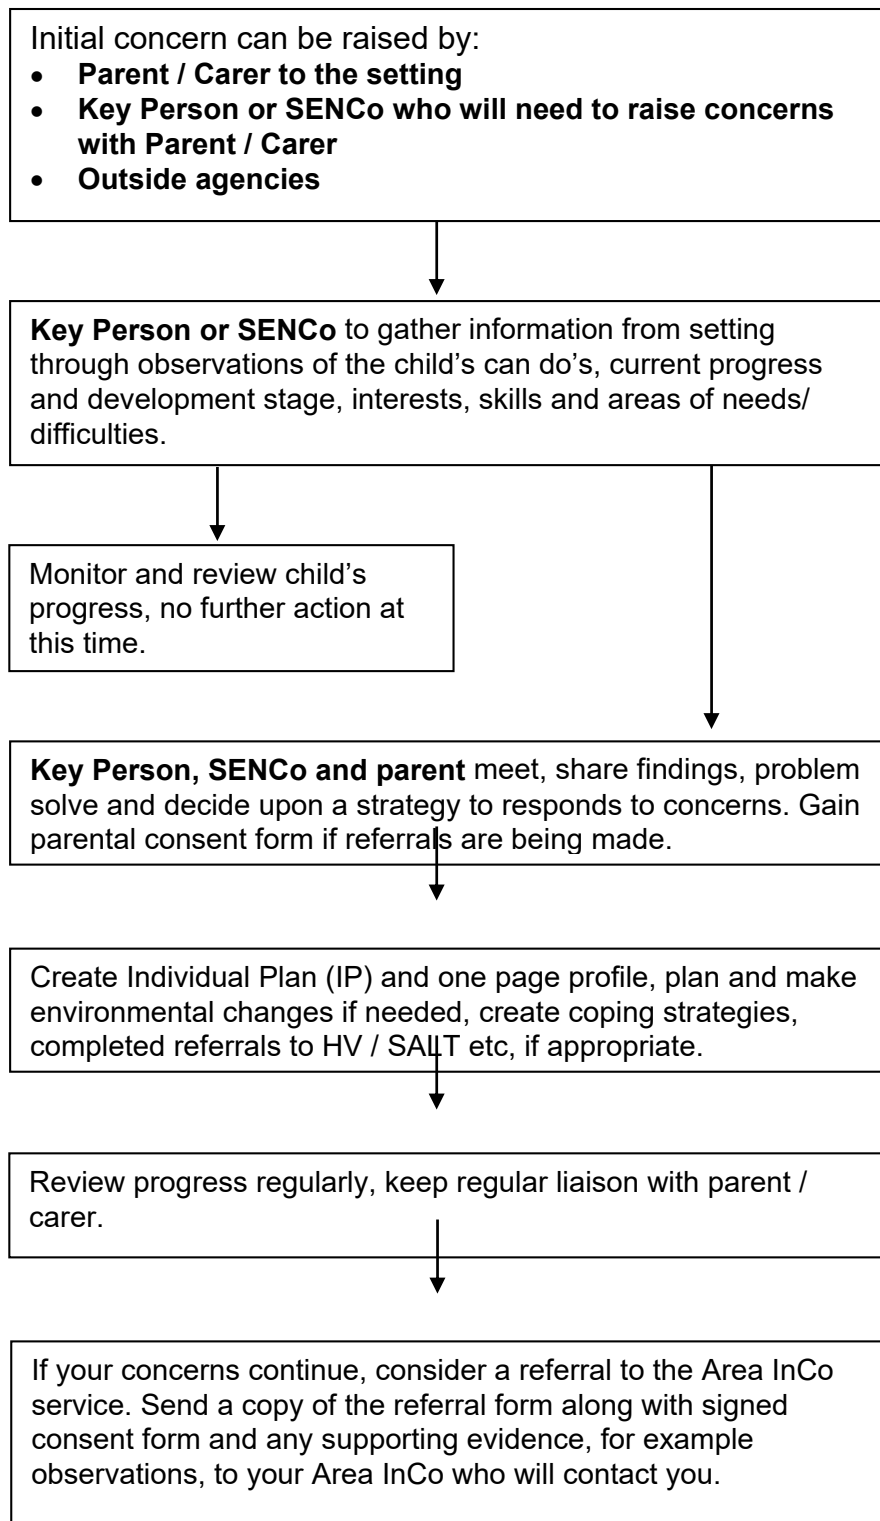 Initial concern can be raised by:
• Parent / Carer to the setting
• Key Person or SENCo who will need to raise concerns
with Parent / Carer
• Outside agencies
Key Person or SENCo to gather information from setting
through observations of the child’s can do’s, current progress
and development stage, interests, skills and areas of needs/
difficulties.
Monitor and review child’s
progress, no further action at
this time.
Key Person, SENCo and parent meet, share findings, problem
solve and decide upon a strategy to responds to concerns. Gain
parental consent form if referrals are being made.
Create Individual Plan (IP) and one page profile, plan and make
environmental changes if needed, create coping strategies,
completed referrals to HV / SALT etc, if appropriate.
Review progress regularly, keep regular liaison with parent /
carer.
If your concerns continue, consider a referral to the Area InCo
service. Send a copy of the referral form along with signed
consent form and any supporting evidence, for example
observations, to your Area InCo who will contact you.